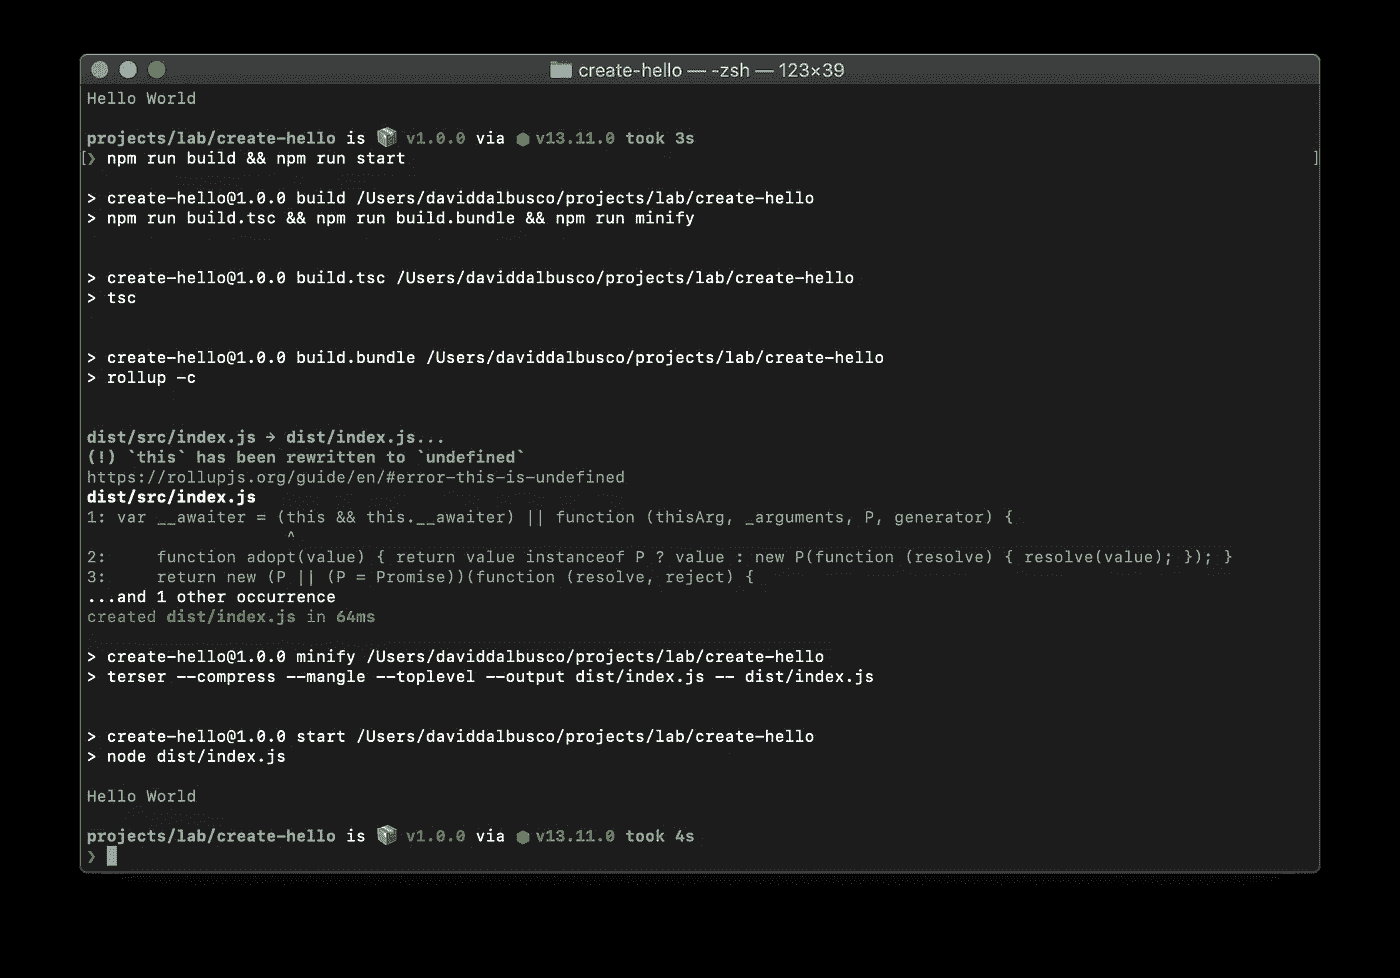 create-hello — -zsh — 123×39
Hello World
projects/lab/create-hello is 📦 v1.0.0 via ⬢ v13.11.0 took 3s
[❯ npm run build && npm run start ]
> create-hello@1.0.0 build /Users/daviddalbusco/projects/lab/create-hello
> npm run build.tsc && npm run build.bundle && npm run minify
> create-hello@1.0.0 build.tsc /Users/daviddalbusco/projects/lab/create-hello
> tsc
> create-hello@1.0.0 build.bundle /Users/daviddalbusco/projects/lab/create-hello
> rollup -c
dist/src/index.js → dist/index.js...
(!) `this` has been rewritten to `undefined`
https://rollupjs.org/guide/en/#error-this-is-undefined
dist/src/index.js
1: var __awaiter = (this && this.__awaiter) || function (thisArg, _arguments, P, generator) {
^
2:     function adopt(value) { return value instanceof P ? value : new P(function (resolve) { resolve(value); }); }
3:     return new (P || (P = Promise))(function (resolve, reject) {
...and 1 other occurrence
created dist/index.js in 64ms
> create-hello@1.0.0 minify /Users/daviddalbusco/projects/lab/create-hello
> terser --compress --mangle --toplevel --output dist/index.js -- dist/index.js
> create-hello@1.0.0 start /Users/daviddalbusco/projects/lab/create-hello
> node dist/index.js
Hello World
projects/lab/create-hello is 📦 v1.0.0 via ⬢ v13.11.0 took 4s
❯